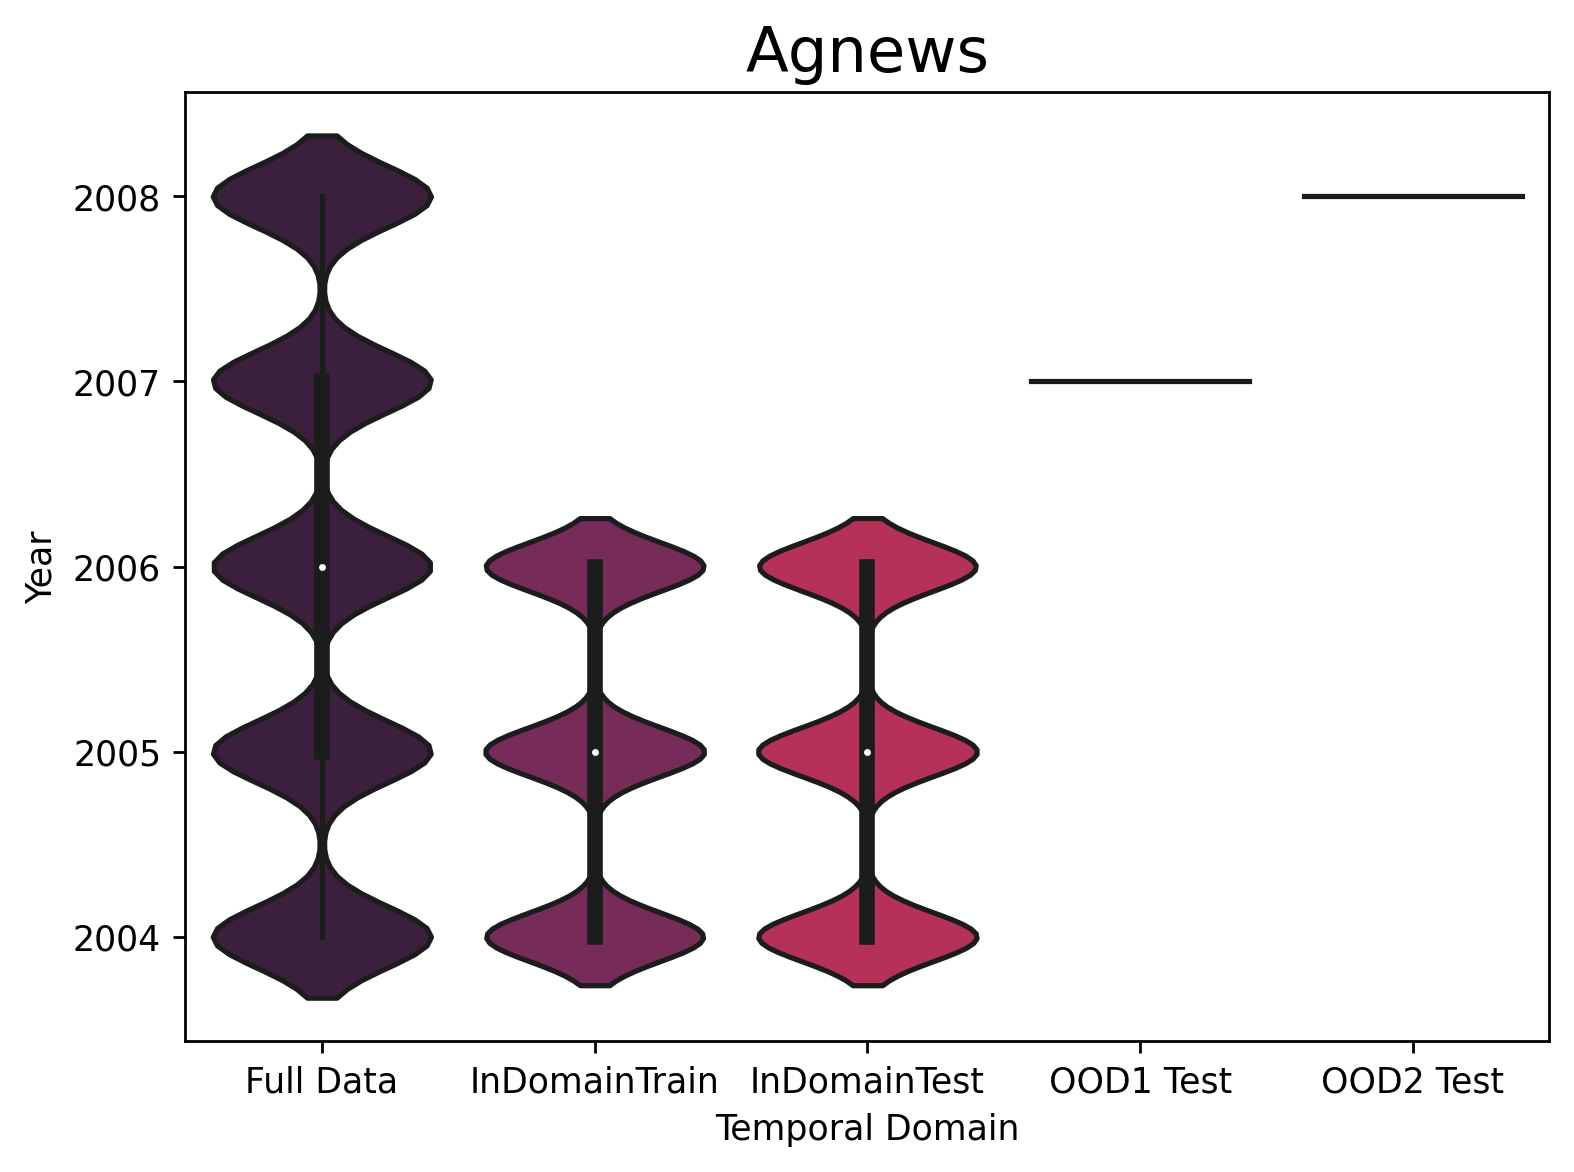 Agnews
2008
2007
2006
2005
2004
Year
Full Data InDomainTrain InDomainTest OOD1 Test OOD2 Test
Temporal Domain